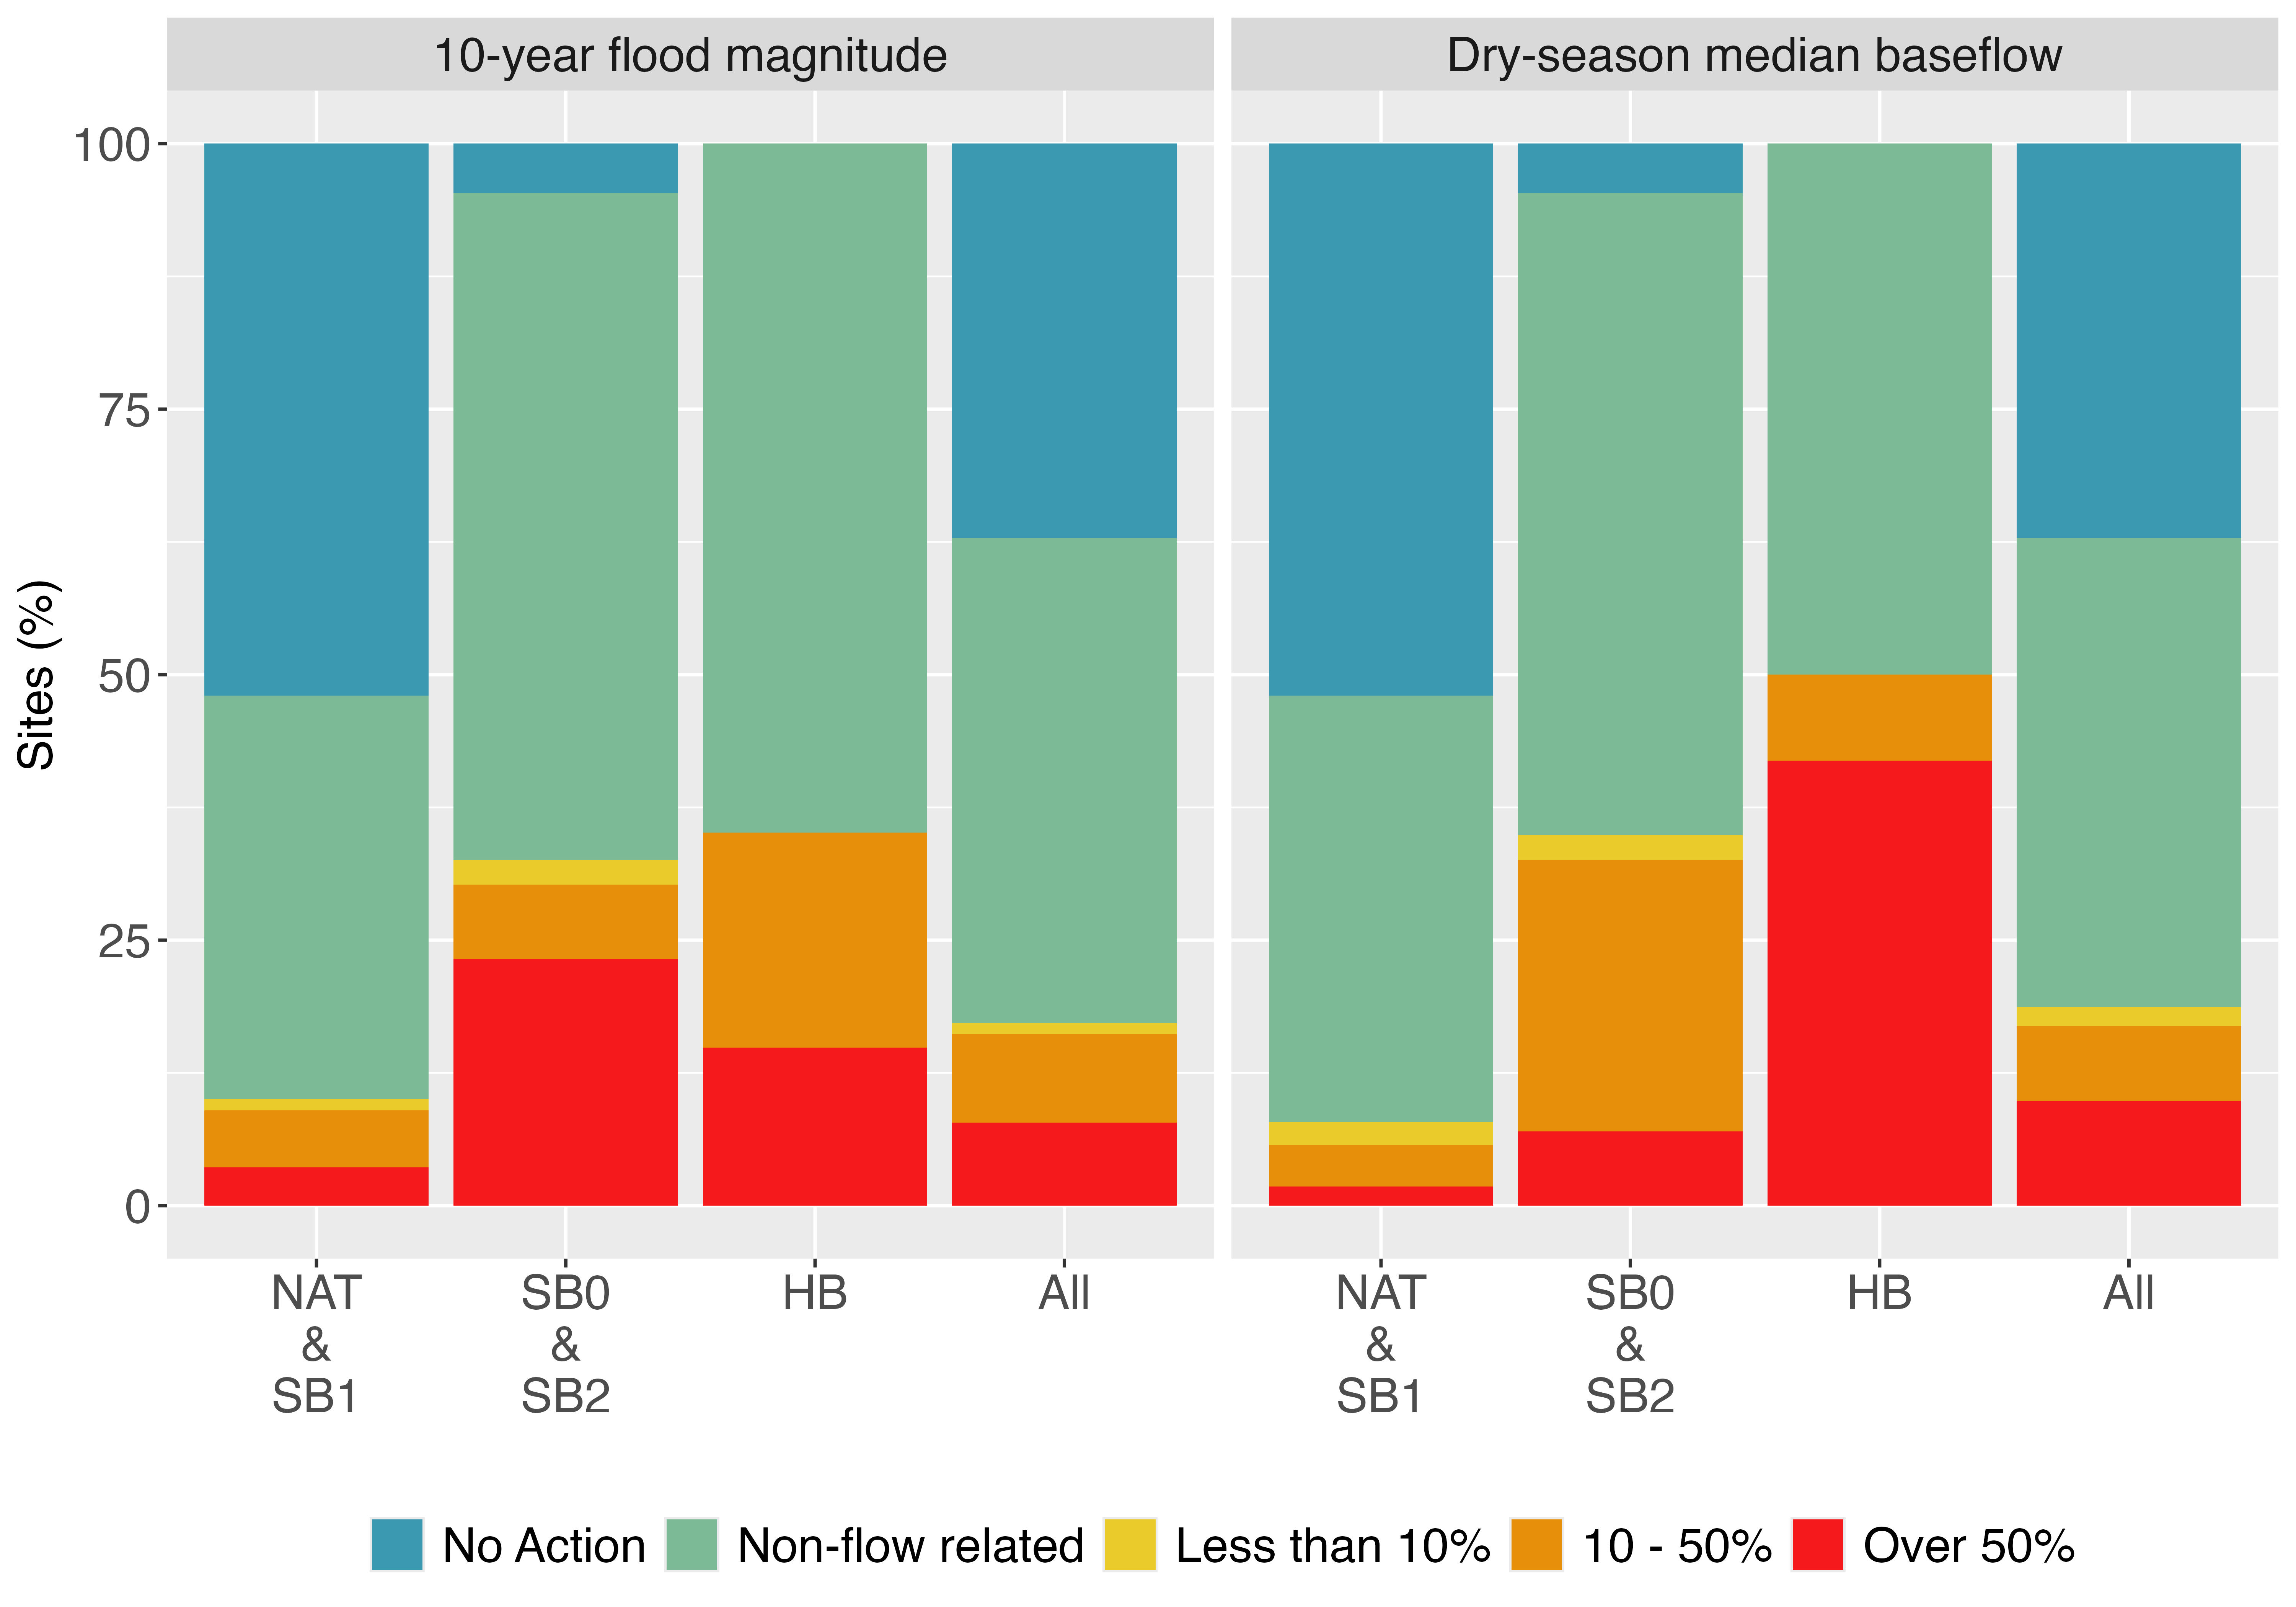 10-year flood magnitude
Dry-season median baseflow
Sites (%)
100
75
50
25
0
NAT
&
SB1
SB0
&
SB2
HB
All
NAT
&
SB1
SB0
&
SB2
HB
All
No Action
Non-flow related
Less than 10%
10 - 50%
Over 50%